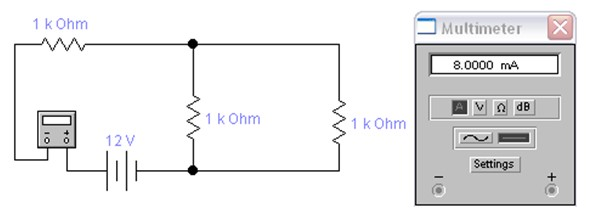 1 k Ohm
1 k Ohm
1 k Ohm
12 V
- +
Multimeter
8.0000 mA
A V Ω dB
Settings
- +